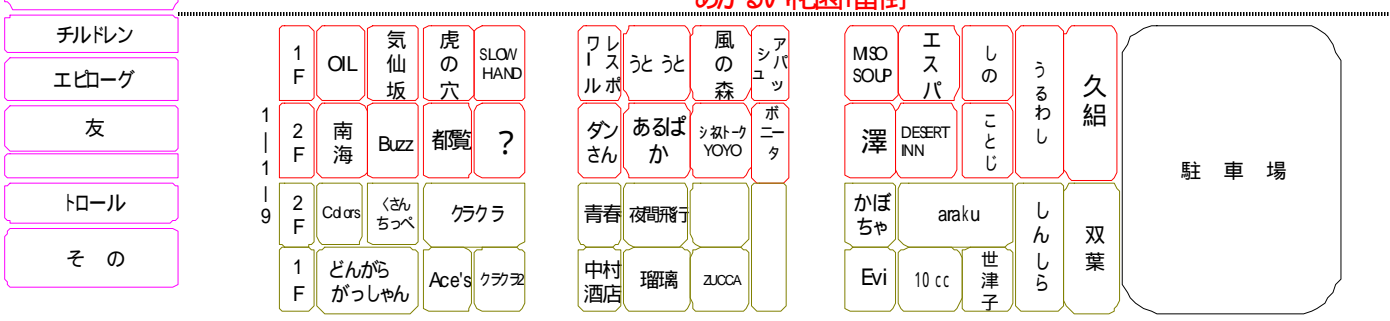 チルドレン
エピローグ
友
トロール
その
1-1-9
1F
OIL
気仙坂
虎の穴
SLOW HAND
2F
南海
Buzz
都覧
?
2F
Colors
くさんちっぺ
クラクラ
1F
どんがら
がっしゃん
Ace's
クラクラ2
ワールレスポ
うとうと
風の森
アパッシュ
ダンさん
あるぱか
シネストーク
YOYO
ボニータ
青春
夜間飛行
中村酒店
瑠璃
ZUCCA
MISO SOUP
エスパ
しの
うるわし
久絽
澤
DESERT INN
ことじ
かぼちゃ
araku
しんしら
双葉
Evi
10 cc
世津子
駐車場